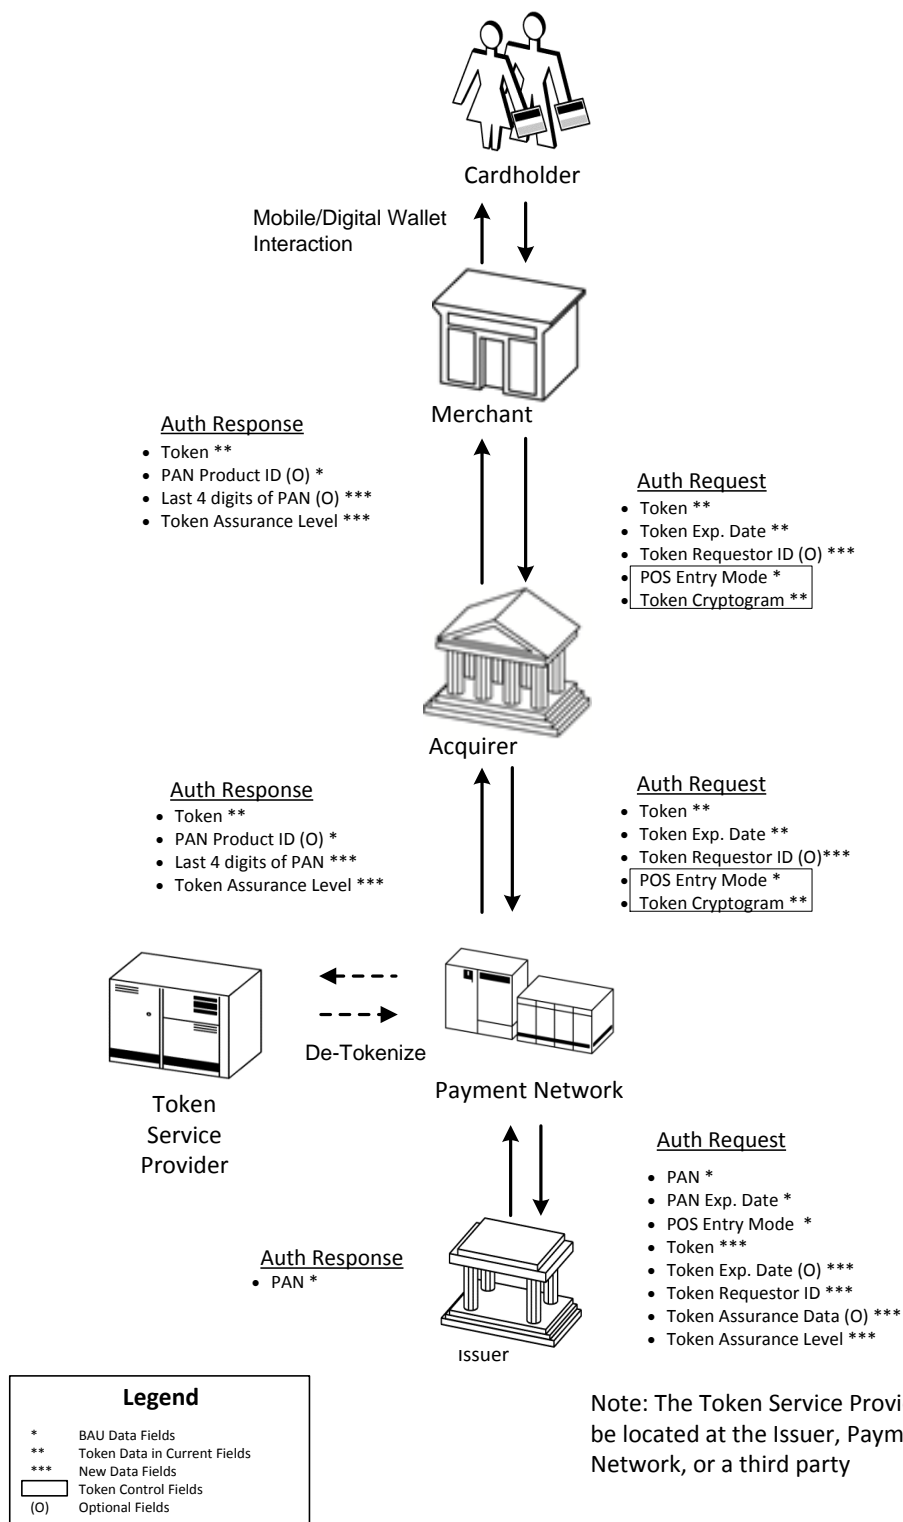 Cardholder
Mobile/Digital Wallet
Interaction
Merchant
Auth Response
• Token **
• PAN Product ID (O) *
• Last 4 digits of PAN (O) ***
• Token Assurance Level ***
Auth Request
• Token **
• Token Exp. Date **
• Token Requestor ID (O) ***
• POS Entry Mode *
• Token Cryptogram **
Acquirer
Auth Response
• Token **
• PAN Product ID (O) *
• Last 4 digits of PAN ***
• Token Assurance Level ***
Auth Request
• Token **
• Token Exp. Date **
• Token Requestor ID (O)***
• POS Entry Mode *
• Token Cryptogram **
De-Tokenize
Token
Service
Provider
Payment Network
Auth Request
• PAN *
• PAN Exp. Date *
• POS Entry Mode *
• Token ***
• Token Exp. Date (O) ***
• Token Requestor ID ***
• Token Assurance Data (O) ***
• Token Assurance Level ***
Auth Response
• PAN *
Issuer
Legend
* BAU Data Fields
** Token Data in Current Fields
*** New Data Fields
Token Control Fields
(O) Optional Fields
Note: The Token Service Provi
be located at the Issuer, Paym
Network, or a third party